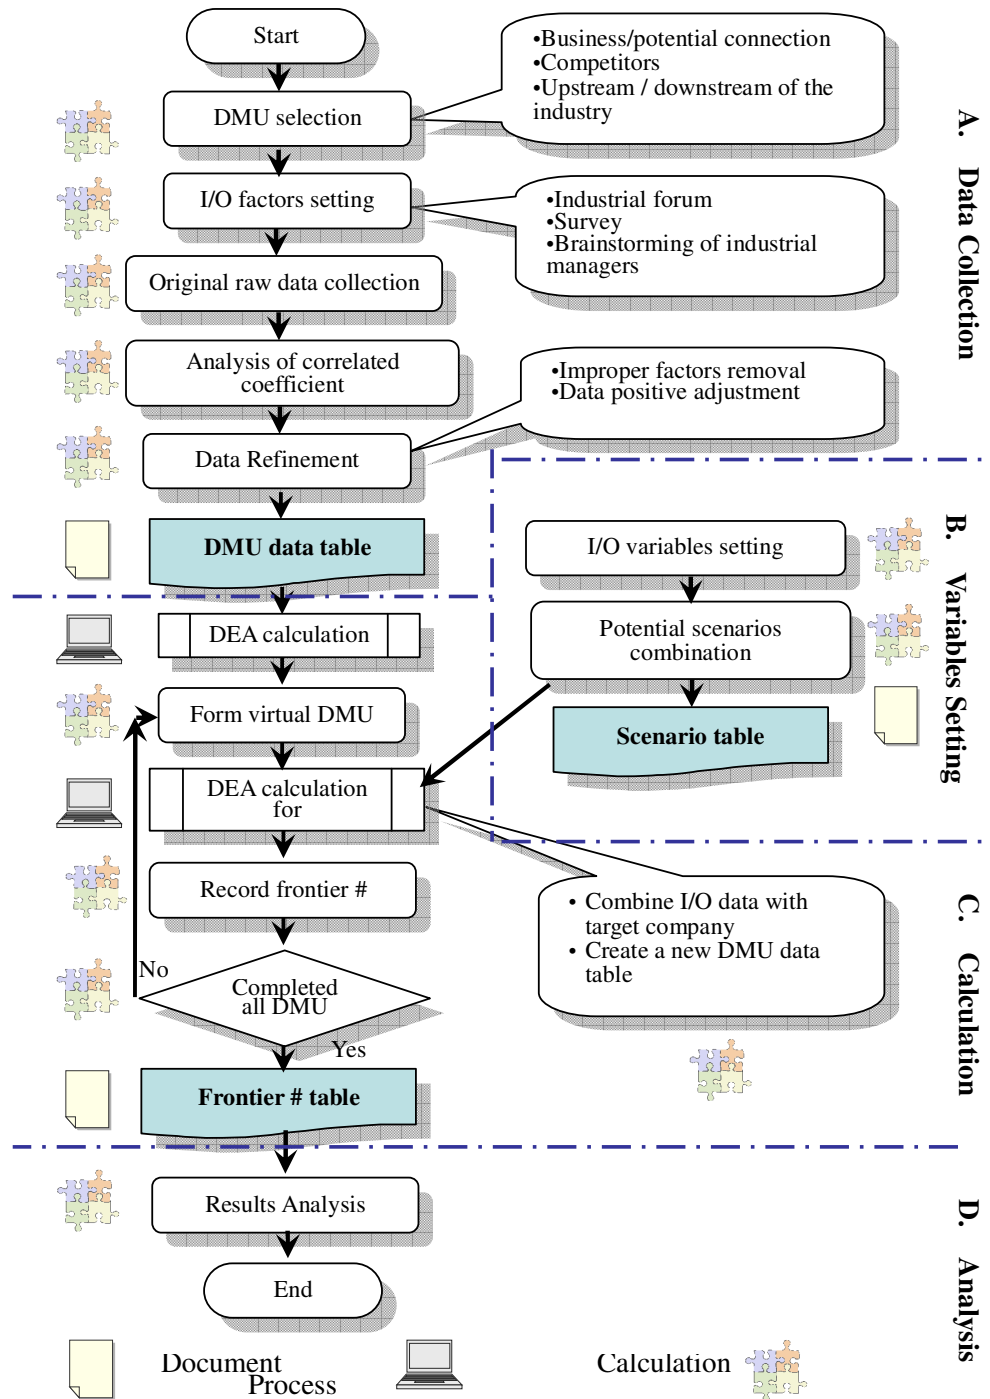 Start
•Business/potential connection
•Competitors
•Upstream / downstream of the
industry
DMU selection
I/O factors setting
•Industrial forum
•Survey
•Brainstorming of industrial
managers
Original raw data collection
Analysis of correlated
coefficient
•Improper factors removal
•Data positive adjustment
Data Refinement
DMU data table
A. Data Collection
I/O variables setting
Potential scenarios
combination
Scenario table
B. Variables Setting
DEA calculation
Form virtual DMU
DEA calculation
for
Record frontier #
• Combine I/O data with
target company
• Create a new DMU data
table
No
Completed
all DMU
Yes
Frontier # table
C. Calculation
Results Analysis
End
D. Analysis
Document
Process
Calculation